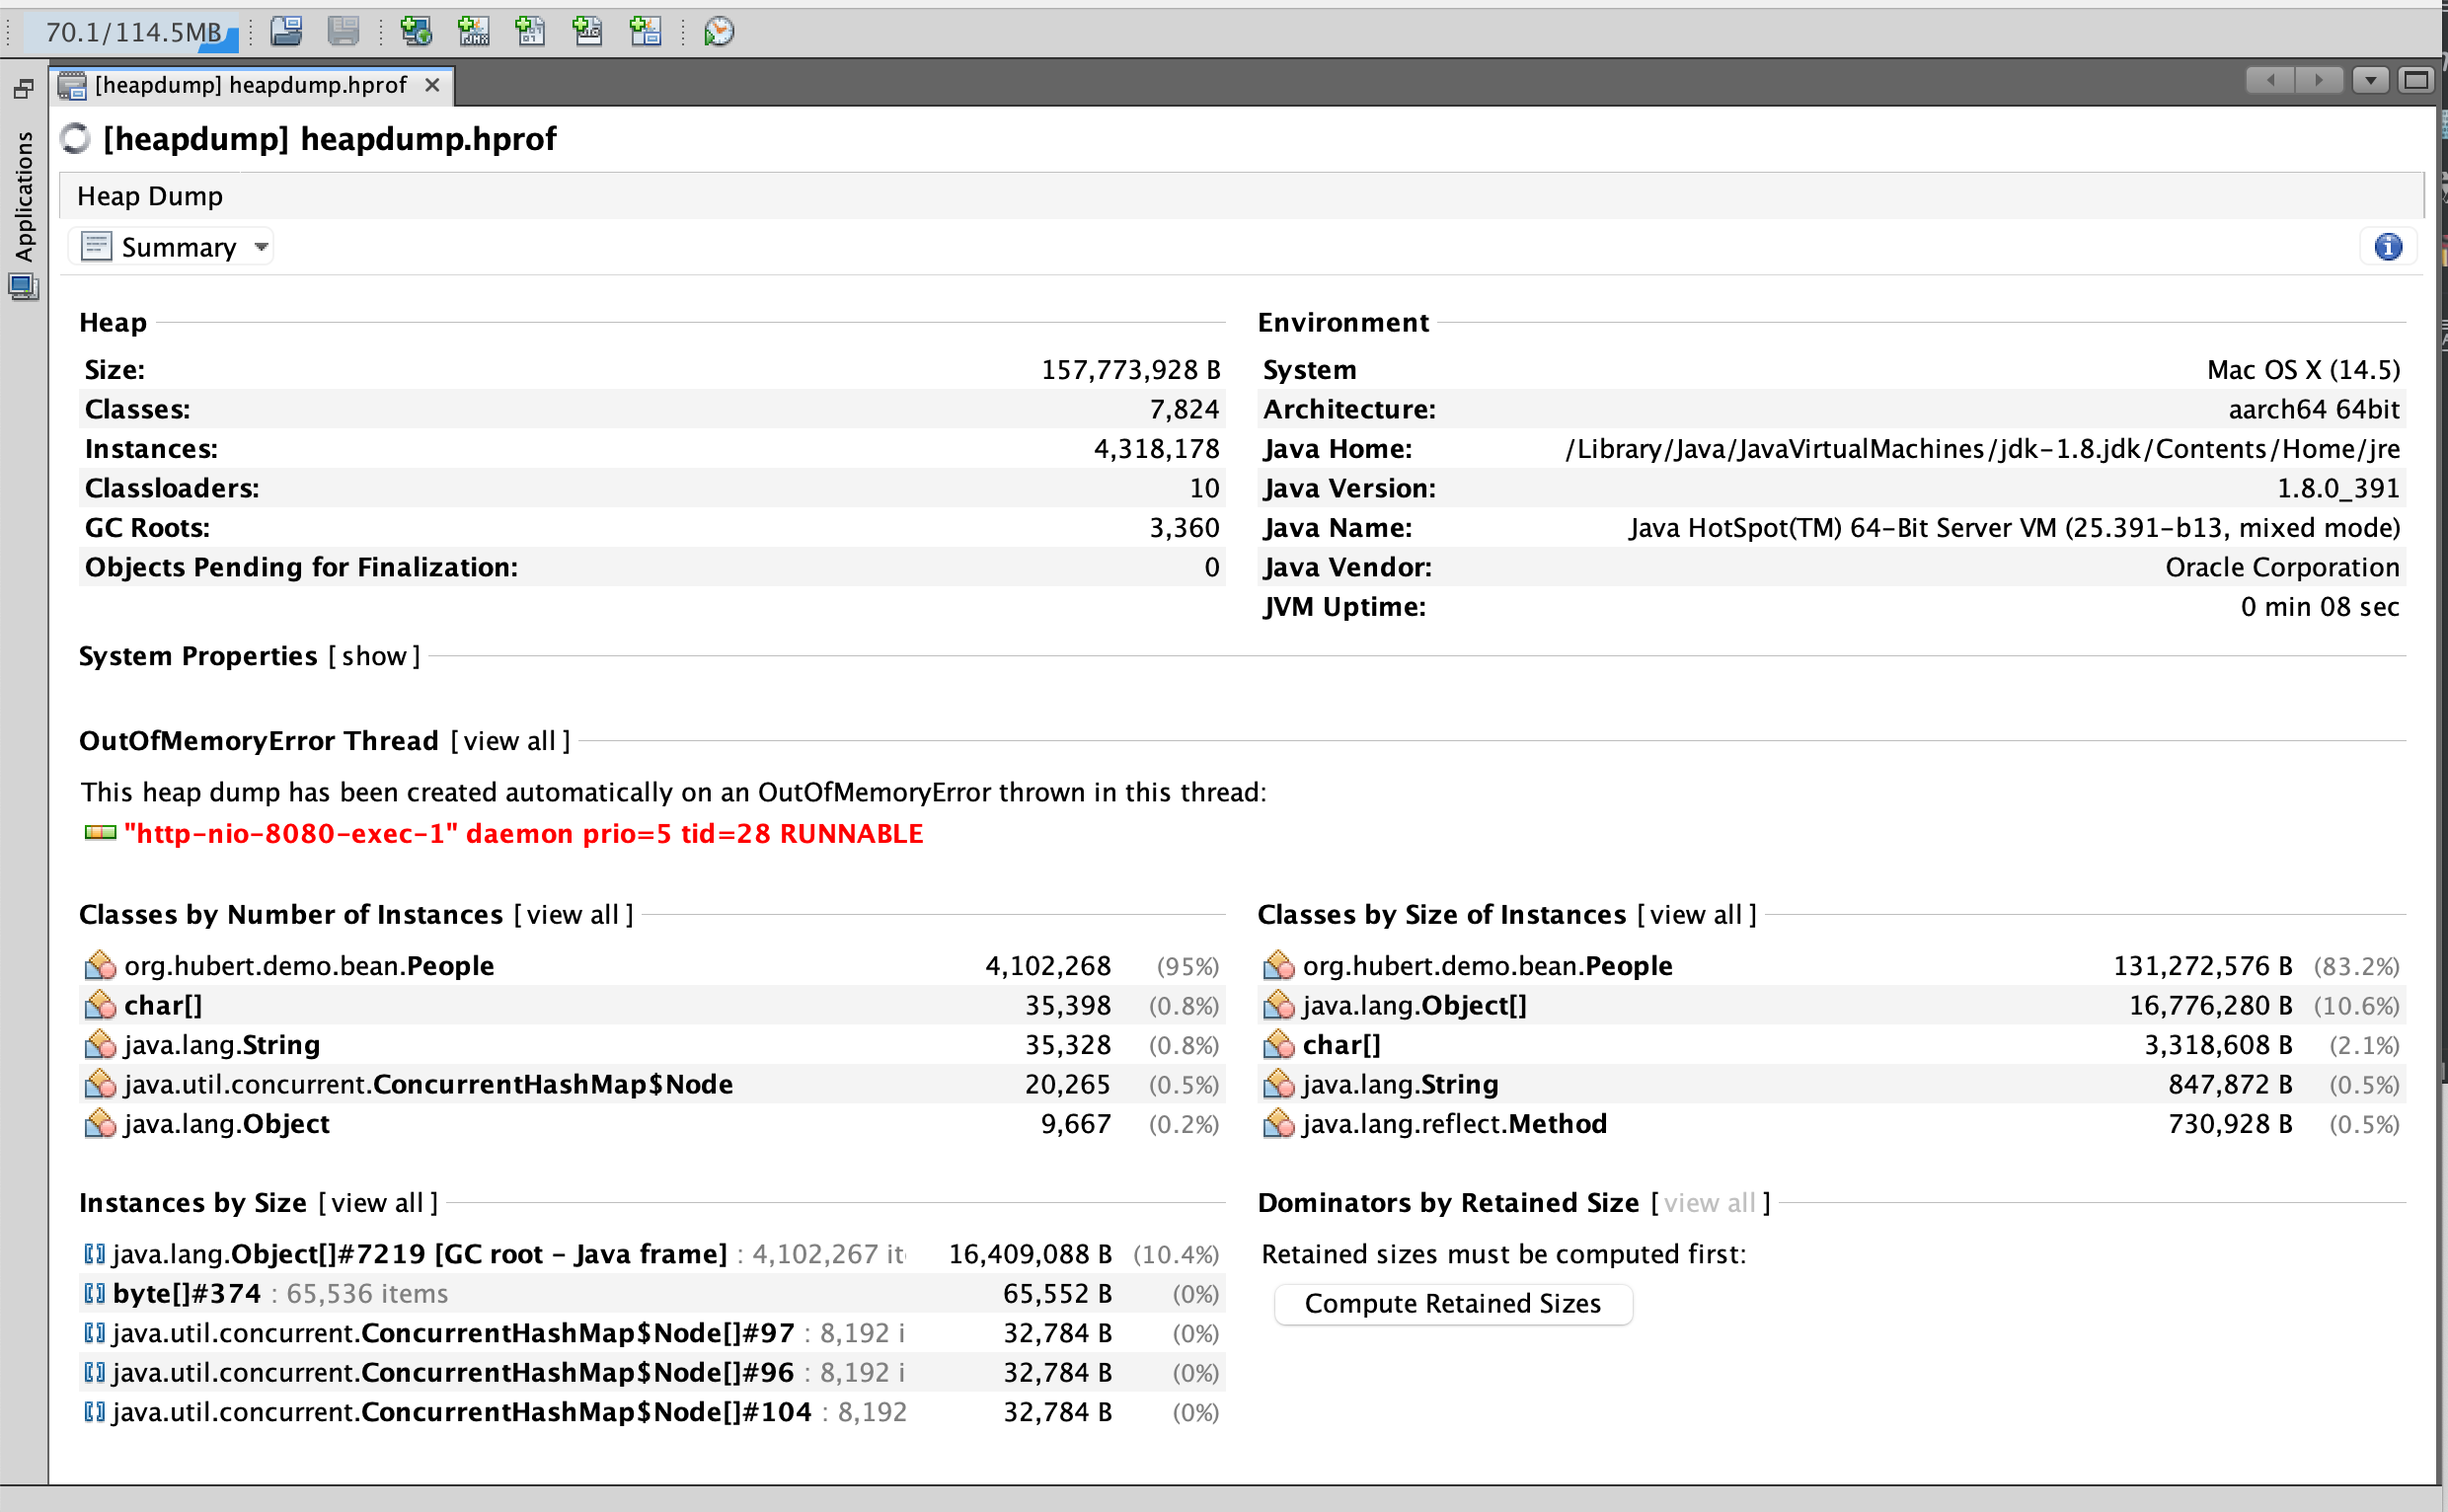 70.1/114.5MB
[heapdump] heapdump.hprof
Applications
[heapdump] heapdump.hprof
Heap Dump
Summary
Heap
Size: 157,773,928 B
Classes: 7,824
Instances: 4,318,178
Classloaders: 10
GC Roots: 3,360
Objects Pending for Finalization: 0
Environment
System Mac OS X (14.5)
Architecture: aarch64 64bit
Java Home: /Library/Java/JavaVirtualMachines/jdk-1.8.jdk/Contents/Home/jre
Java Version: 1.8.0_391
Java Name: Java HotSpot(TM) 64-Bit Server VM (25.391-b13, mixed mode)
Java Vendor: Oracle Corporation
JVM Uptime: 0 min 08 sec
System Properties [show]
OutOfMemoryError Thread [view all]
This heap dump has been created automatically on an OutOfMemoryError thrown in this thread:
"http-nio-8080-exec-1" daemon prio=5 tid=28 RUNNABLE
Classes by Number of Instances [view all]
org.hubert.demo.bean.People 4,102,268 (95%)
char[] 35,398 (0.8%)
java.lang.String 35,328 (0.8%)
java.util.concurrent.ConcurrentHashMap$Node 20,265 (0.5%)
java.lang.Object 9,667 (0.2%)
Classes by Size of Instances [view all]
org.hubert.demo.bean.People 131,272,576 B (83.2%)
java.lang.Object[] 16,776,280 B (10.6%)
char[] 3,318,608 B (2.1%)
java.lang.String 847,872 B (0.5%)
java.lang.reflect.Method 730,928 B (0.5%)
Instances by Size [view all]
java.lang.Object[]#7219 [GC root - Java frame] : 4,102,267 it 16,409,088 B (10.4%)
byte[]#374 : 65,536 items 65,552 B (0%)
java.util.concurrent.ConcurrentHashMap$Node[]#97 : 8,192 i 32,784 B (0%)
java.util.concurrent.ConcurrentHashMap$Node[]#96 : 8,192 i 32,784 B (0%)
java.util.concurrent.ConcurrentHashMap$Node[]#104 : 8,192 32,784 B (0%)
Dominators by Retained Size [view all]
Retained sizes must be computed first:
Compute Retained Sizes